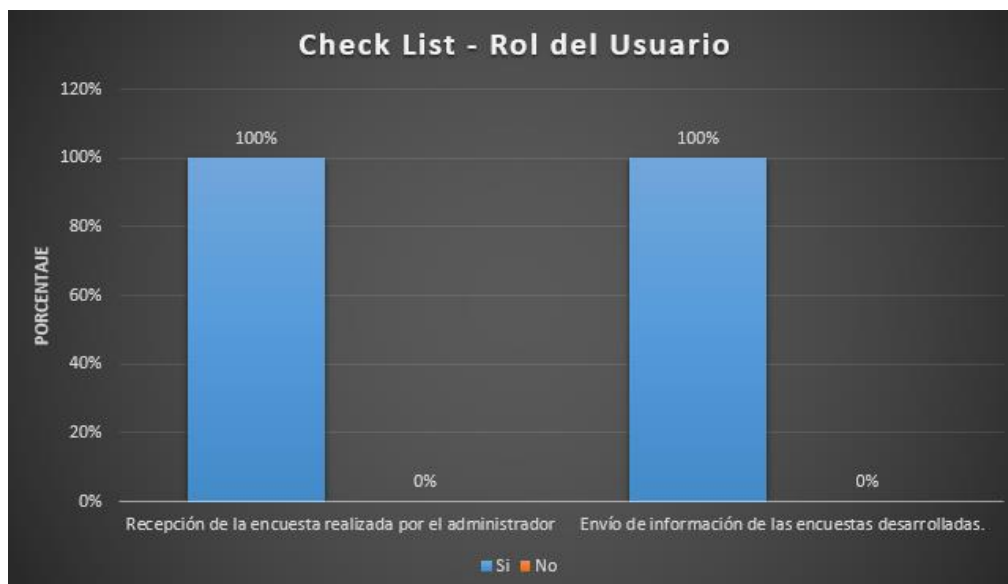 Check List - Rol del Usuario
120%
100%
80%
60%
40%
20%
0%
PORCENTAJE
100%
0%
100%
0%
Recepción de la encuesta realizada por el administrador
Envío de información de las encuestas desarrolladas.
Si No